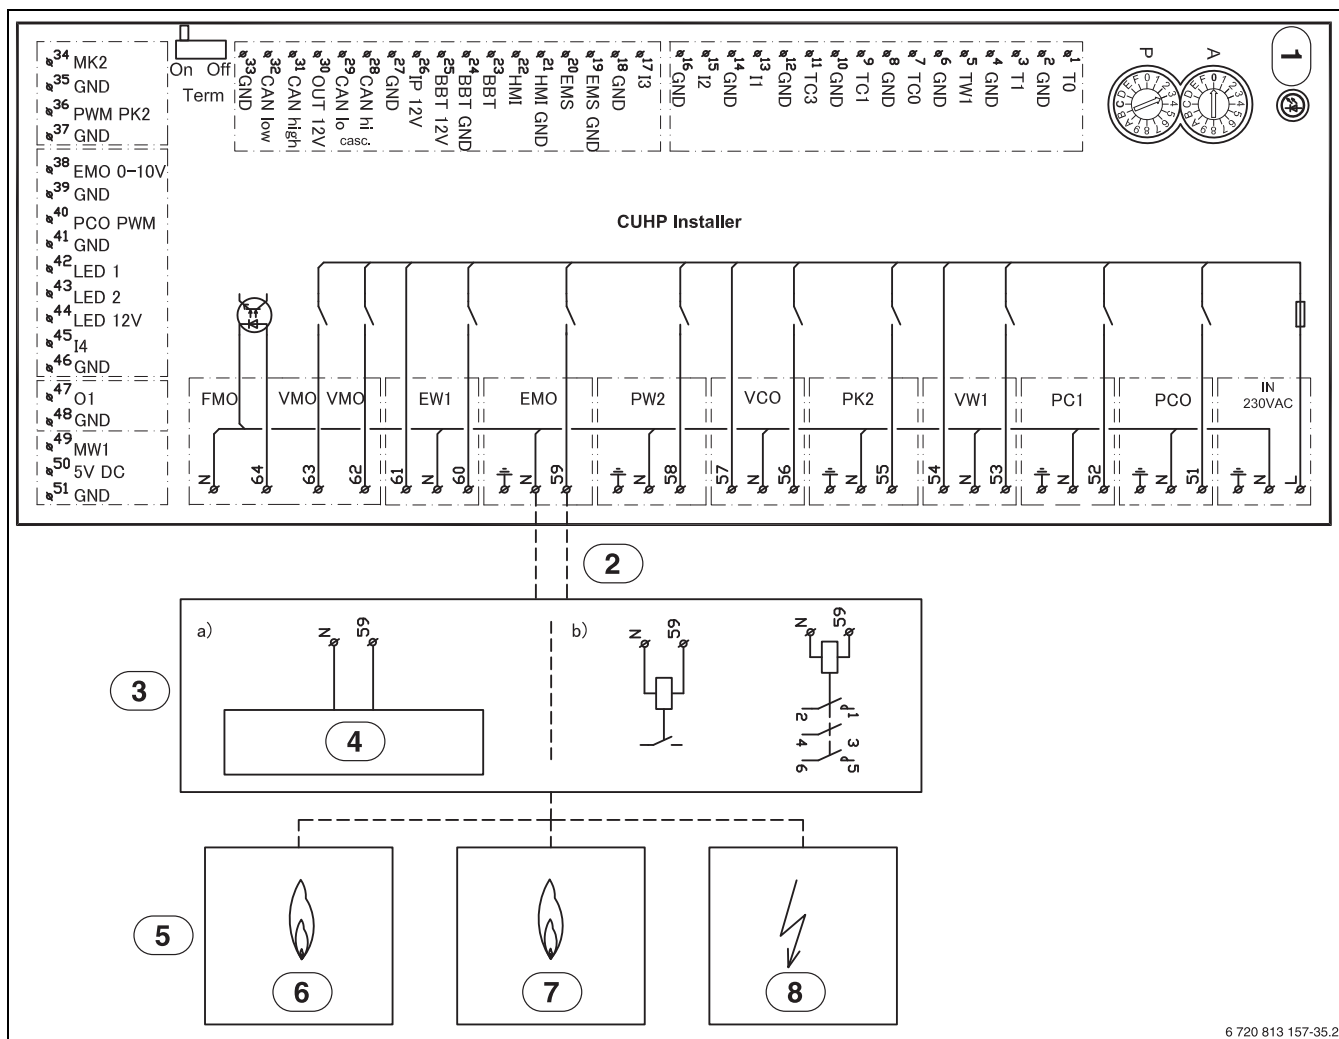 34 MK2
35 GND
36 PWM PK2
37 GND
38 EMO 0-10V
39 GND
40 PCO PWM
41 GND
42 LED 1
43 LED 2
44 LED 12V
45 I4
46 GND
47 O1
48 GND
49 MW1
50 5V DC
51 GND
On Off
Term
33 GND
32 CAN low
31 CAN high
30 OUT 12V
29 CAN lo
28 CAN hi
casc.
27 GND
26 IP 12V
25 BBT 12V
24 BBT GND
23 BBT
22 HMI
21 HMI GND
20 EMS
19 EMS GND
18 GND
17 I3
16 GND
15 I2
14 GND
13 I1
12 GND
11 TC3
10 GND
9 TC1
8 GND
7 TC0
6 GND
5 TW1
4 GND
3 T1
2 GND
1 T0
P
0123456789ABCDEF
A
0123456789ABCDEF
1
CUHP Installer
FMO VMO VMO EW1 EMO PW2 VCO PK2 VW1 PC1 PCO IN
230VAC
N 64 63 62 61 N 60 N 59 N 58 57 N 56 N 55 54 N 53 N 52 N 51 N L
2
3
a)
N 59
4
b)
N 59
N 59
2 1
4 3
6 5
5
6
7
8
6 720 813 157-35.2